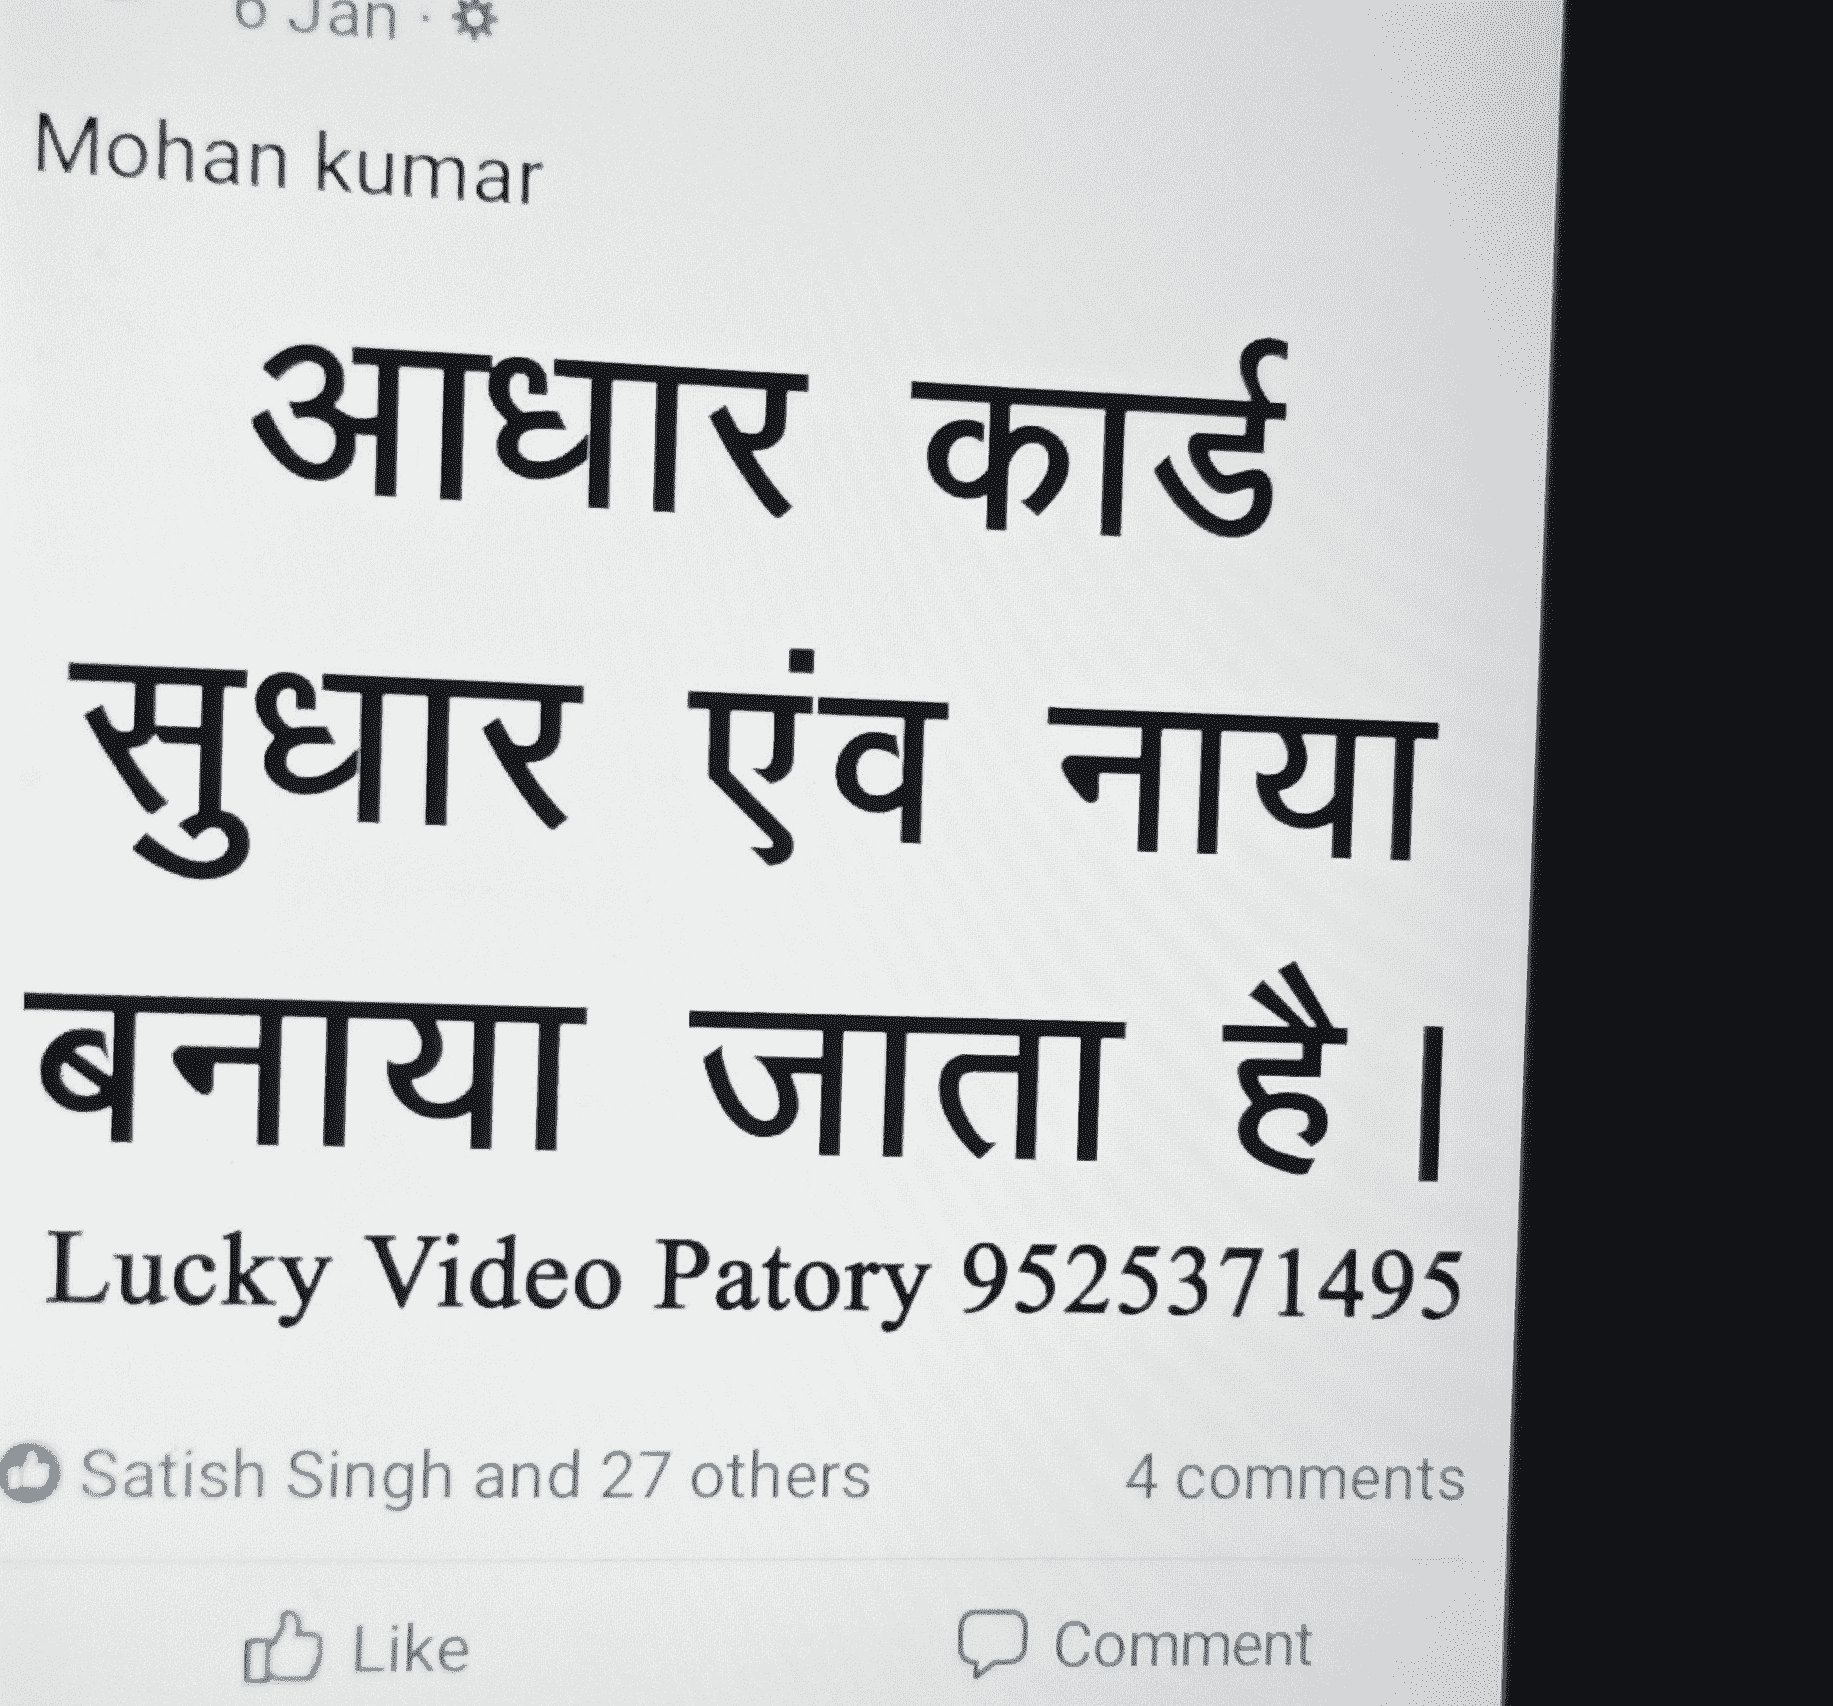 6 Jan ·
Mohan kumar
आधार कार्ड
सुधार एंव नाया
बनाया जाता है।
Lucky Video Patory 9525371495
Satish Singh and 27 others 4 comments
Like Comment